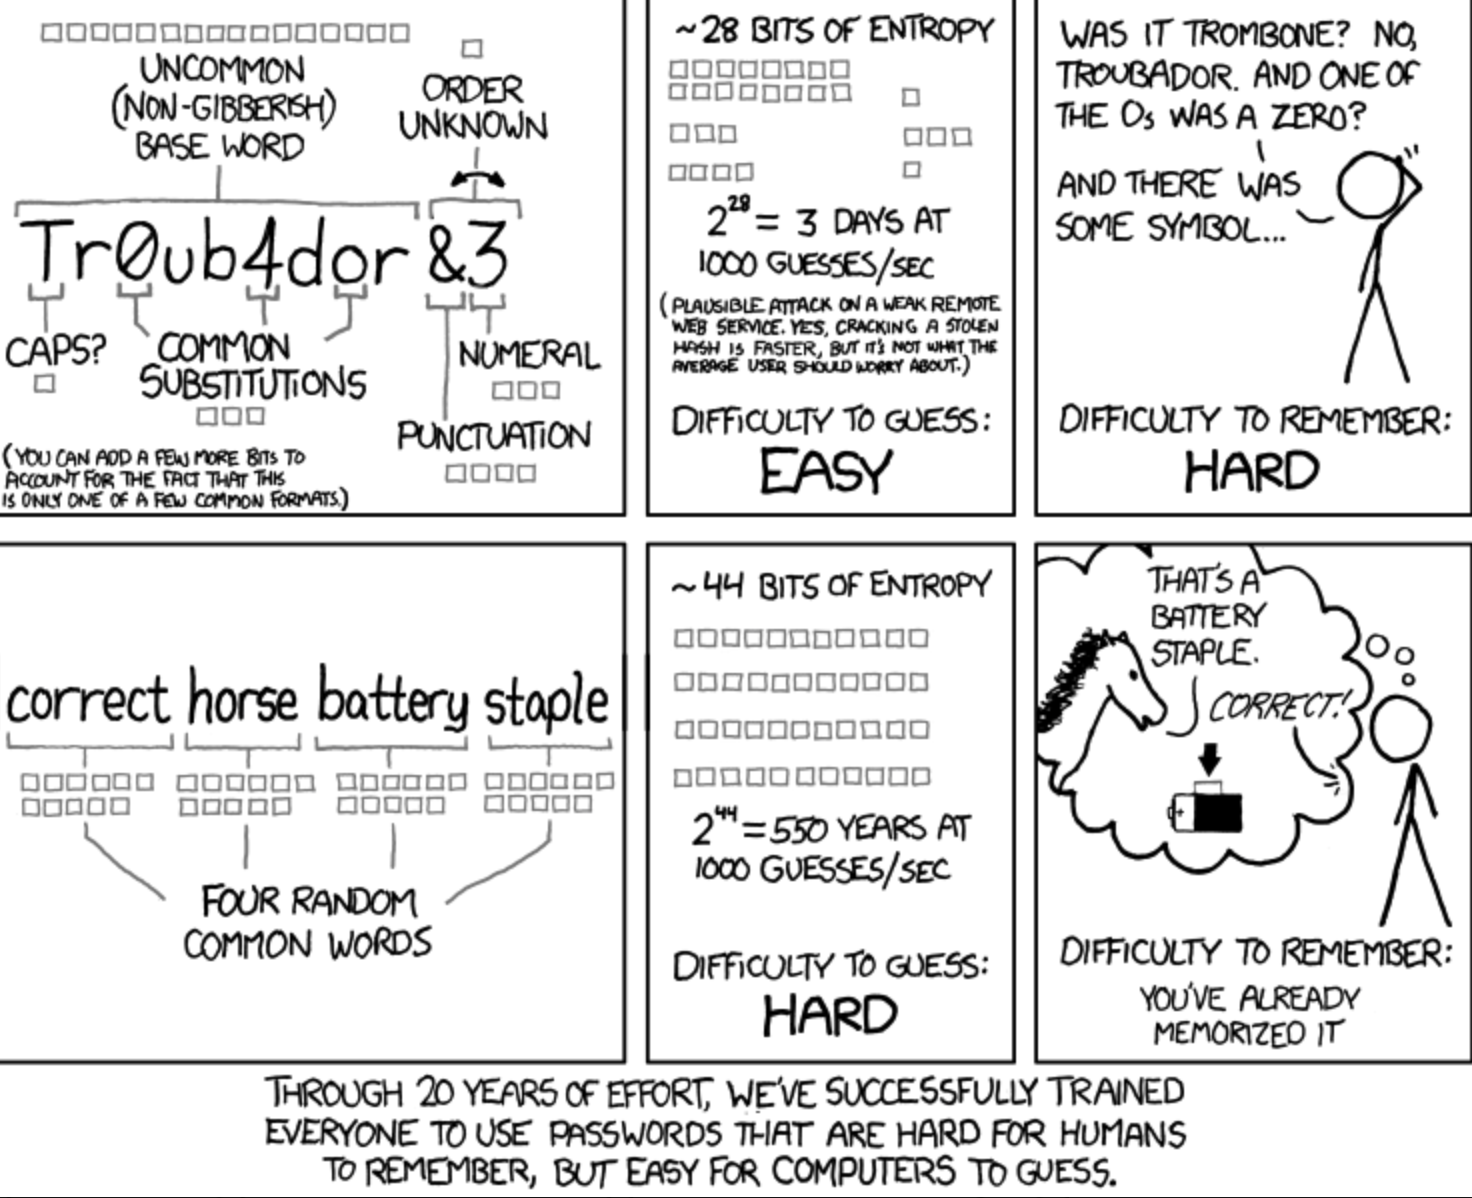 UNCOMMON
(NON-GIBBERISH)
BASE WORD
ORDER
UNKNOWN
Tr0ub4dor &3
CAPS?
COMMON
SUBSTITUTIONS
NUMERAL
PUNCTUATION
(YOU CAN ADD A FEW MORE BITS TO
ACCOUNT FOR THE FACT THAT THIS
IS ONLY ONE OF A FEW COMMON FORMATS.)
~28 BITS OF ENTROPY
2^28 = 3 DAYS AT
1000 GUESSES/SEC
(PLAUSIBLE ATTACK ON A WEAK REMOTE
WEB SERVICE. YES, CRACKING A STOLEN
HASH IS FASTER, BUT IT'S NOT WHAT THE
AVERAGE USER SHOULD WORRY ABOUT.)
DIFFICULTY TO GUESS:
EASY
WAS IT TROMBONE? NO,
TROUBADOR. AND ONE OF
THE Os WAS A ZERO?
AND THERE WAS
SOME SYMBOL...
DIFFICULTY TO REMEMBER:
HARD
correct horse battery staple
FOUR RANDOM
COMMON WORDS
~44 BITS OF ENTROPY
2^44 = 550 YEARS AT
1000 GUESSES/SEC
DIFFICULTY TO GUESS:
HARD
THAT'S A
BATTERY
STAPLE.
CORRECT!
DIFFICULTY TO REMEMBER:
YOU'VE ALREADY
MEMORIZED IT
THROUGH 20 YEARS OF EFFORT, WE'VE SUCCESSFULLY TRAINED
EVERYONE TO USE PASSWORDS THAT ARE HARD FOR HUMANS
TO REMEMBER, BUT EASY FOR COMPUTERS TO GUESS.